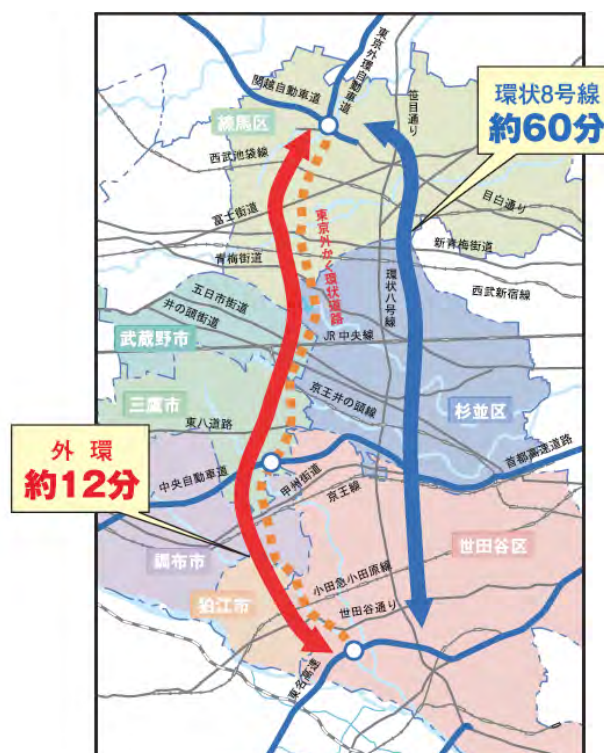 東京外環自動車道
関越自動車道
笹目通り
環状8号線
約60分
練馬区
西武池袋線
目白通り
富士街道
東京外かく環状道路
新青梅街道
青梅街道
環状八号線
西武新宿線
五日市街道
井の頭街道
武蔵野市
JR中央線
三鷹市
京王井の頭線
杉並区
東八道路
外環
約12分
首都高速道路
中央自動車道
甲州街道
京王線
世田谷区
調布市
小田急小田原線
狛江市
世田谷通り
東名高速